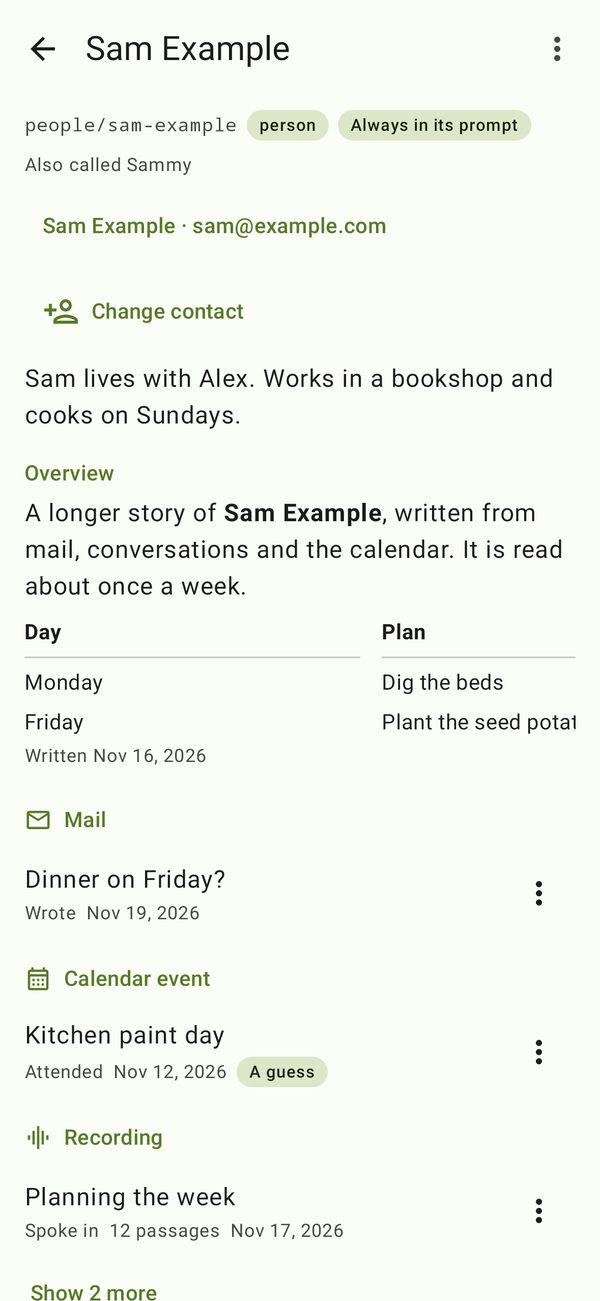 Sam Example
people/sam-example person Always in its prompt
Also called Sammy
Sam Example · sam@example.com
Change contact
Sam lives with Alex. Works in a bookshop and
cooks on Sundays.
Overview
A longer story of Sam Example, written from
mail, conversations and the calendar. It is read
about once a week.
Day Plan
Monday Dig the beds
Friday Plant the seed potat
Written Nov 16, 2026
Mail
Dinner on Friday?
Wrote Nov 19, 2026
Calendar event
Kitchen paint day
Attended Nov 12, 2026 A guess
Recording
Planning the week
Spoke in 12 passages Nov 17, 2026
Show 2 more